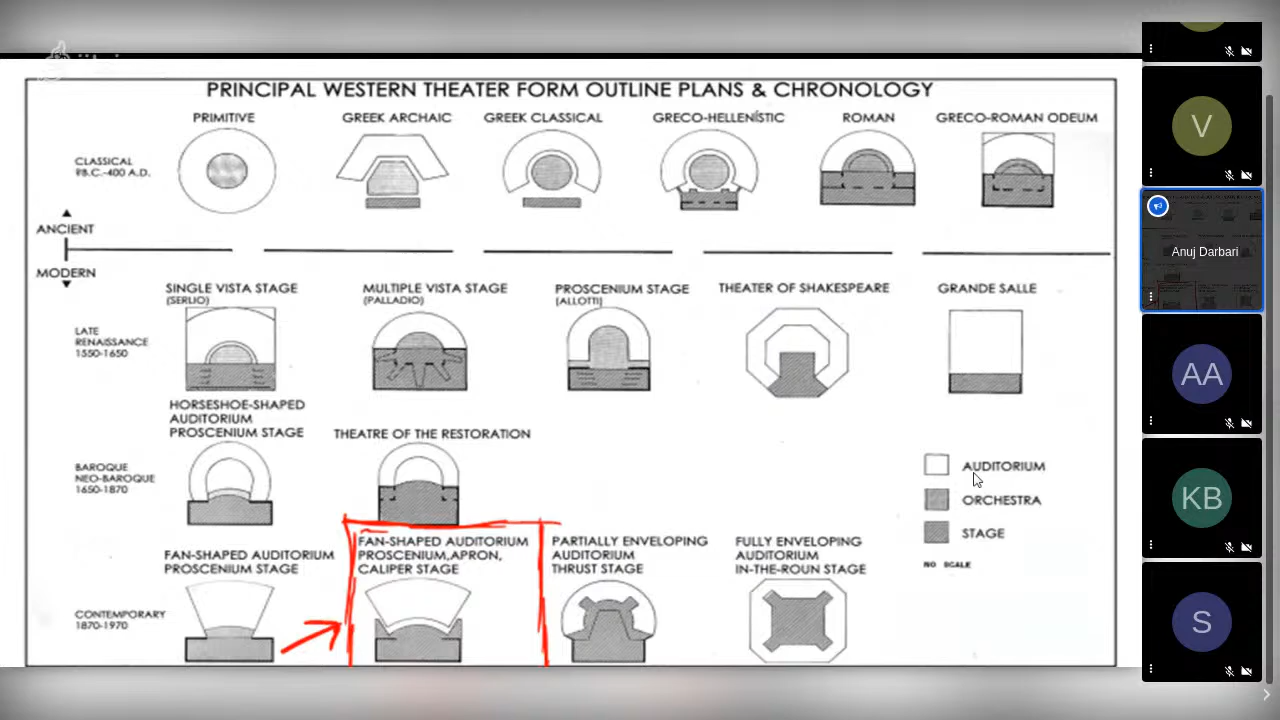 PRINCIPAL WESTERN THEATER FORM OUTLINE PLANS & CHRONOLOGY
PRIMITIVE
GREEK ARCHAIC
GREEK CLASSICAL
GRECO-HELLENÍSTIC
ROMAN
GRECO-ROMAN ODEUM
CLASSICAL
?B.C.-400 A.D.
ANCIENT
MODERN
SINGLE VISTA STAGE
(SERLIO)
MULTIPLE VISTA STAGE
(PALLADIO)
PROSCENIUM STAGE
(ALLOTTI)
THEATER OF SHAKESPEARE
GRANDE SALLE
LATE
RENAISSANCE
1550-1650
HORSESHOE-SHAPED
AUDITORIUM
PROSCENIUM STAGE
THEATRE OF THE RESTORATION
BAROQUE
NEO-BAROQUE
1650-1870
AUDITORIUM
ORCHESTRA
STAGE
NO SCALE
FAN-SHAPED AUDITORIUM
PROSCENIUM STAGE
FAN-SHAPED AUDITORIUM
PROSCENIUM,APRON,
CALIPER STAGE
PARTIALLY ENVELOPING
AUDITORIUM
THRUST STAGE
FULLY ENVELOPING
AUDITORIUM
IN-THE-ROUN STAGE
CONTEMPORARY
1870-1970
V
Anuj Darbari
AA
KB
S